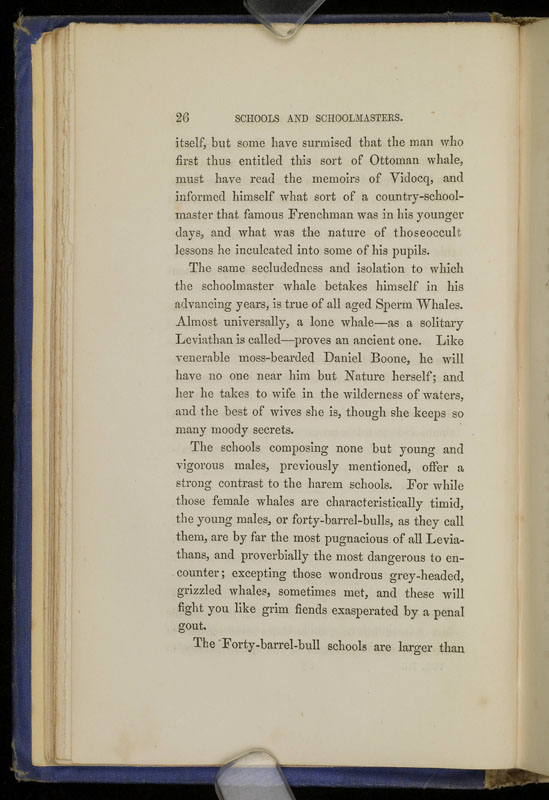 26 SCHOOLS AND SCHOOLMASTERS.
itself, but some have surmised that the man who
first thus entitled this sort of Ottoman whale,
must have read the memoirs of Vidocq, and
informed himself what sort of a country-school-
master that famous Frenchman was in his younger
days, and what was the nature of thoseoccult
lessons he inculcated into some of his pupils.
The same secludedness and isolation to which
the schoolmaster whale betakes himself in his
advancing years, is true of all aged Sperm Whales.
Almost universally, a lone whale—as a solitary
Leviathan is called—proves an ancient one. Like
venerable moss-bearded Daniel Boone, he will
have no one near him but Nature herself; and
her he takes to wife in the wilderness of waters,
and the best of wives she is, though she keeps so
many moody secrets.
The schools composing none but young and
vigorous males, previously mentioned, offer a
strong contrast to the harem schools. For while
those female whales are characteristically timid,
the young males, or forty-barrel-bulls, as they call
them, are by far the most pugnacious of all Levia-
thans, and proverbially the most dangerous to en-
counter; excepting those wondrous grey-headed,
grizzled whales, sometimes met, and these will
fight you like grim fiends exasperated by a penal
gout.
The Forty-barrel-bull schools are larger than